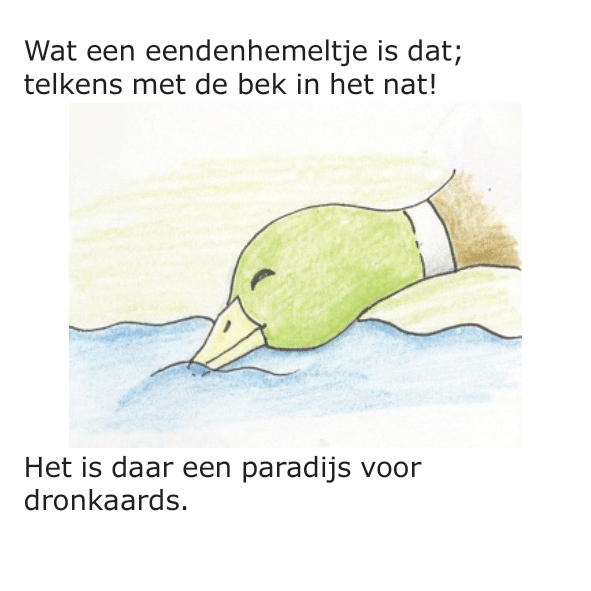 Wat een eendenhemeltje is dat;
telkens met de bek in het nat!
Het is daar een paradijs voor
dronkaards.